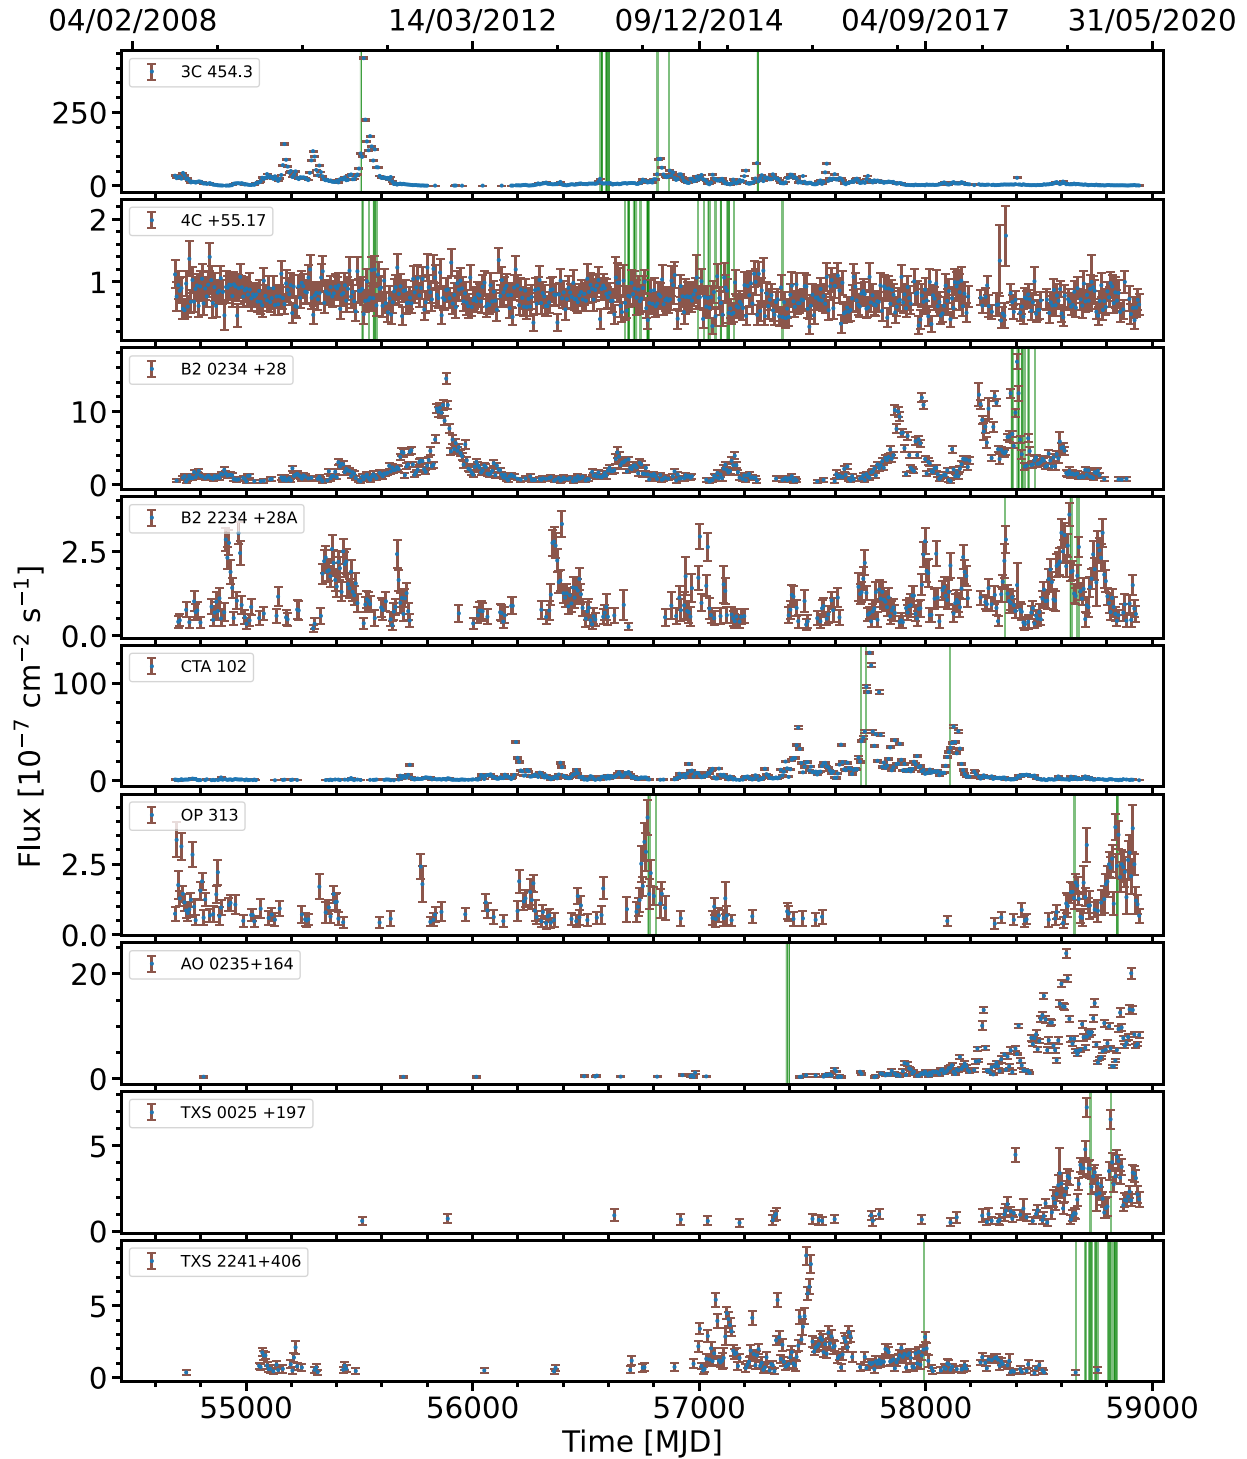 04/02/2008 14/03/2012 09/12/2014 04/09/2017 31/05/2020
3C 454.3
250
0
4C +55.17
2
1
B2 0234 +28
10
0
B2 2234 +28A
2.5
0.0
CTA 102
100
0
OP 313
2.5
0.0
AO 0235+164
20
0
TXS 0025 +197
5
0
TXS 2241+406
5
0
Flux [10⁻⁷ cm⁻² s⁻¹]
55000 56000 57000 58000 59000
Time [MJD]